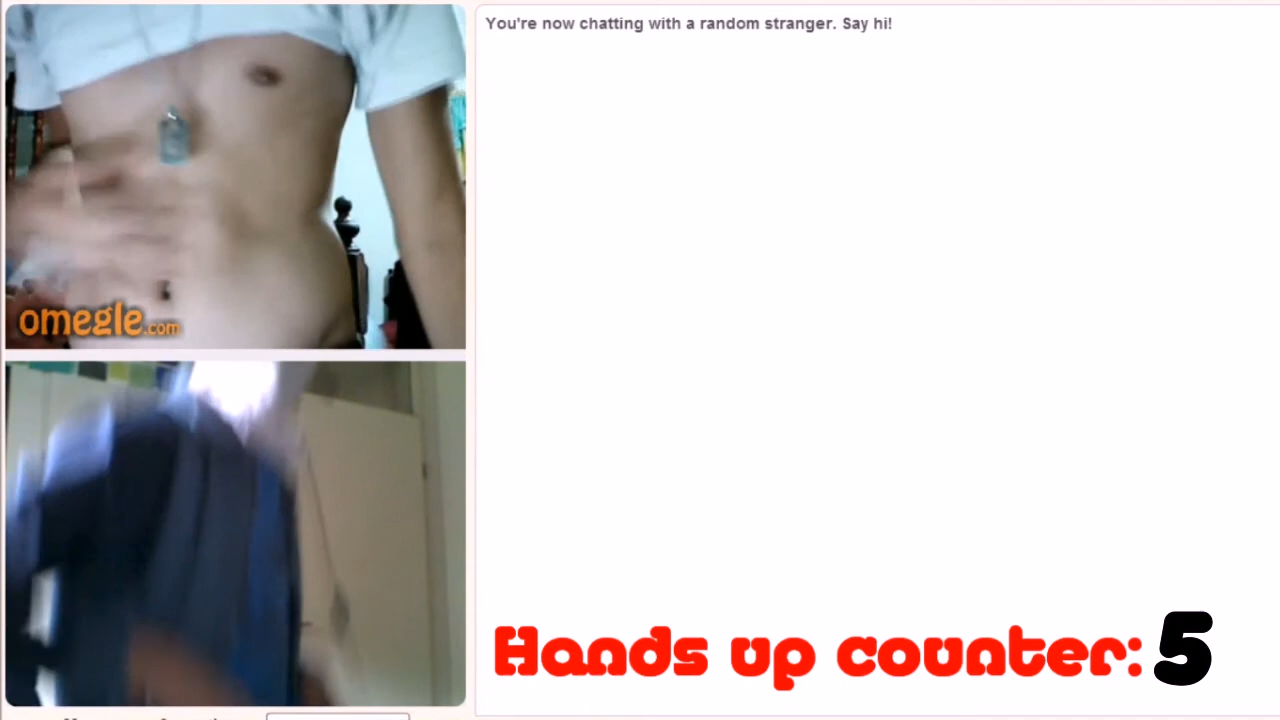 You're now chatting with a random stranger. Say hi!
omegle.com
Hands up counter: 5